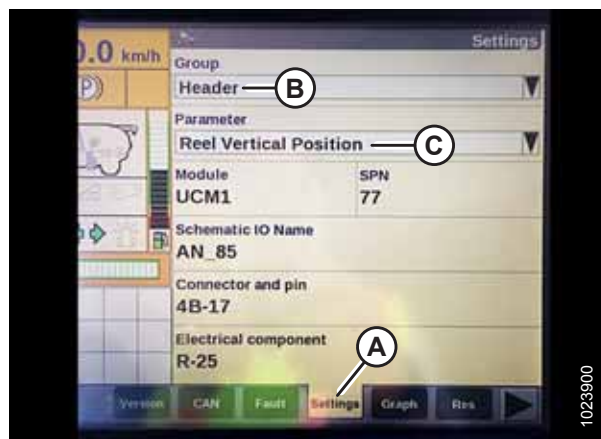 0.0 km/h
(P)
Settings
Group
Header
B
Parameter
Reel Vertical Position
C
Module SPN
UCM1 77
Schematic IO Name
AN_85
Connector and pin
4B-17
Electrical component
R-25
A
Version CAN Fault Settings Graph Res
1023900